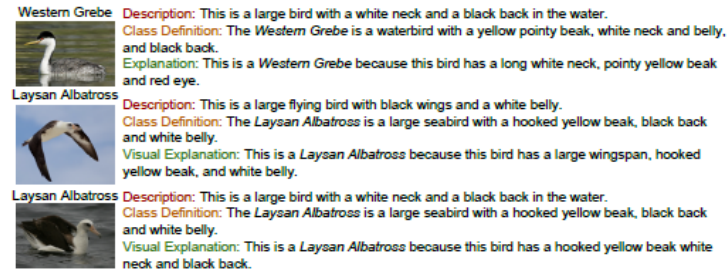 Western Grebe Description: This is a large bird with a white neck and a black back in the water.
Class Definition: The Western Grebe is a waterbird with a yellow pointy beak, white neck and belly,
and black back.
Explanation: This is a Western Grebe because this bird has a long white neck, pointy yellow beak
and red eye.
Laysan Albatross Description: This is a large flying bird with black wings and a white belly.
Class Definition: The Laysan Albatross is a large seabird with a hooked yellow beak, black back
and white belly.
Visual Explanation: This is a Laysan Albatross because this bird has a large wingspan, hooked
yellow beak, and white belly.
Laysan Albatross Description: This is a large bird with a white neck and a black back in the water.
Class Definition: The Laysan Albatross is a large seabird with a hooked yellow beak, black back
and white belly.
Visual Explanation: This is a Laysan Albatross because this bird has a hooked yellow beak white
neck and black back.